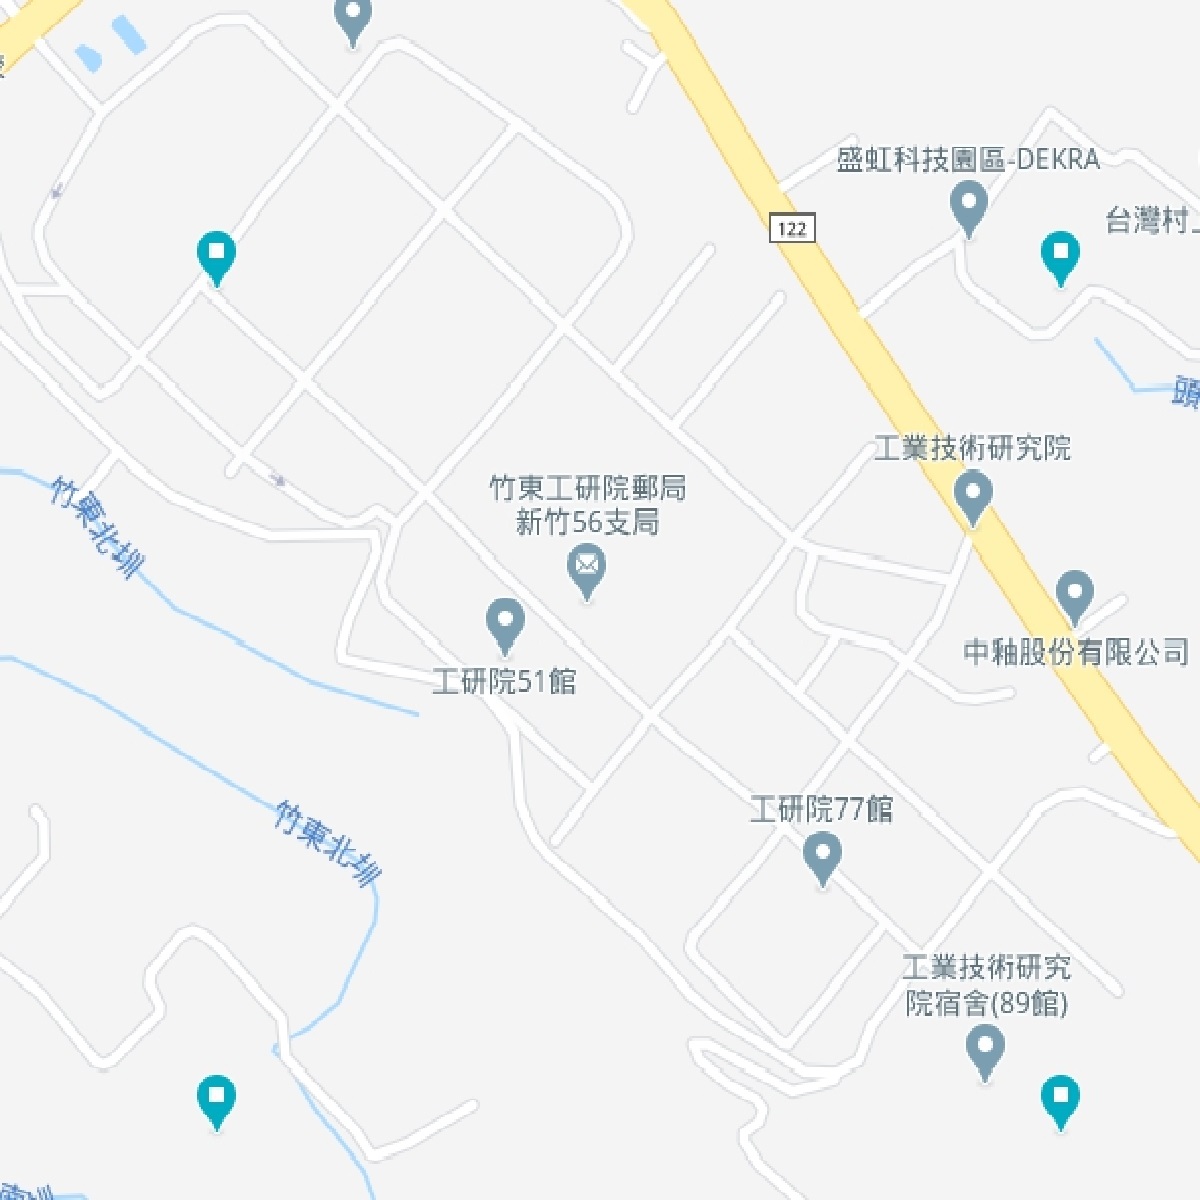 盛虹科技園區-DEKRA
台灣村
122
工業技術研究院
竹東工研院郵局
新竹56支局
竹東北圳
中釉股份有限公司
工研院51館
工研院77館
竹東北圳
工業技術研究
院宿舍(89館)